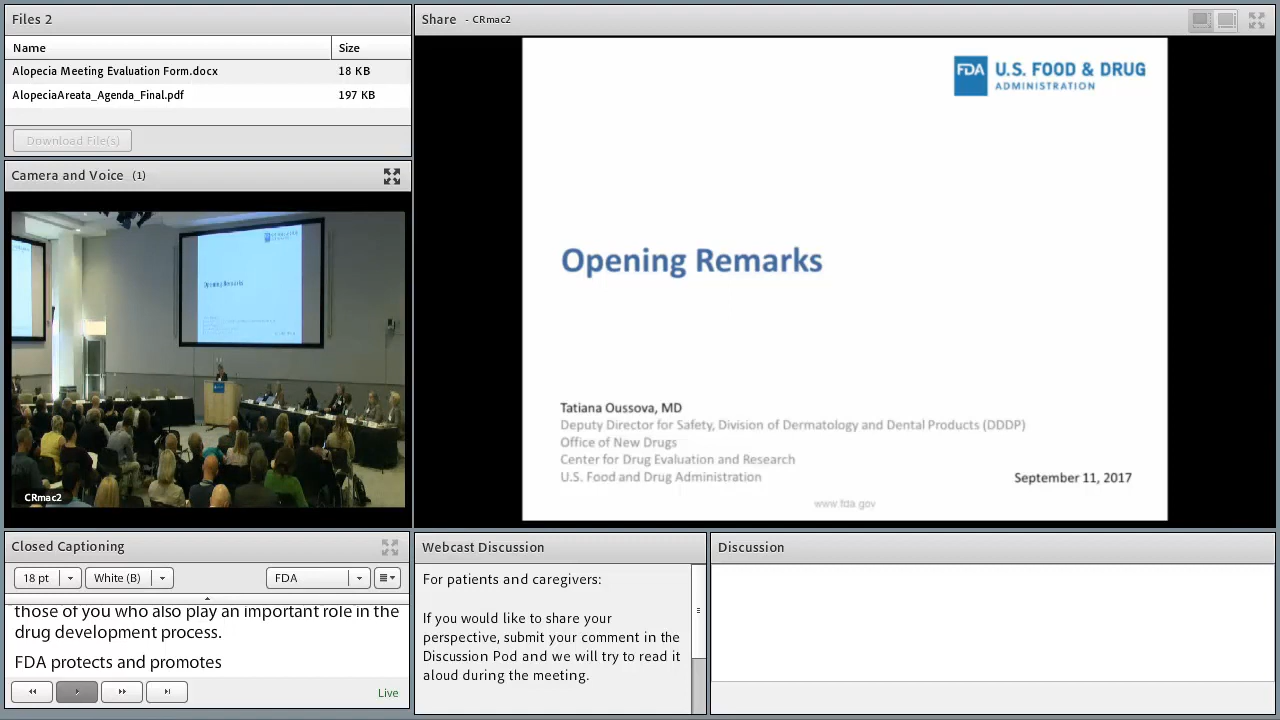 Files 2
Name Size
Alopecia Meeting Evaluation Form.docx 18 KB
AlopeciaAreata_Agenda_Final.pdf 197 KB
Download File(s)
Camera and Voice (1)
Opening Remarks
CRmac2
Share - CRmac2
FDA U.S. FOOD & DRUG
ADMINISTRATION
Opening Remarks
Tatiana Oussova, MD
Deputy Director for Safety, Division of Dermatology and Dental Products (DDDP)
Office of New Drugs
Center for Drug Evaluation and Research
U.S. Food and Drug Administration
September 11, 2017
www.fda.gov
Closed Captioning
18 pt White (B) FDA
those of you who also play an important role in the
drug development process.
FDA protects and promotes
Live
Webcast Discussion
For patients and caregivers:
If you would like to share your
perspective, submit your comment in the
Discussion Pod and we will try to read it
aloud during the meeting.
Discussion